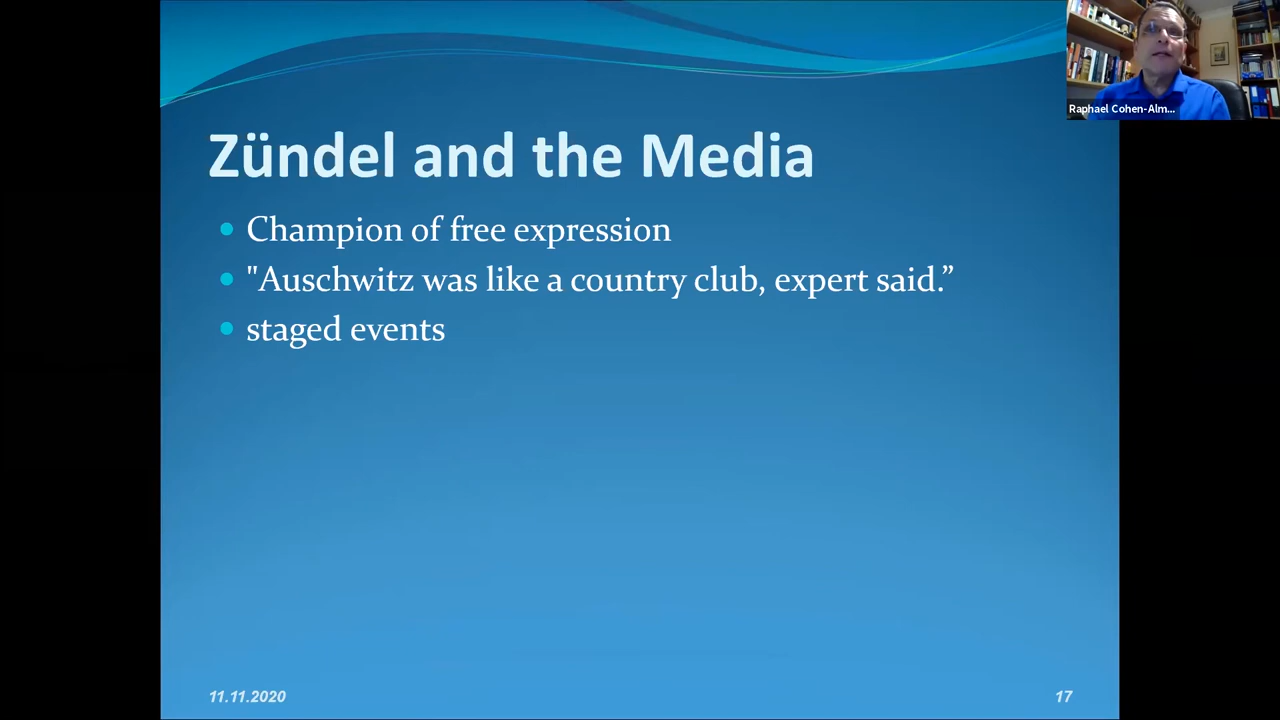 Raphael Cohen-Alm...
Zündel and the Media
Champion of free expression
"Auschwitz was like a country club, expert said.”
staged events
11.11.2020
17